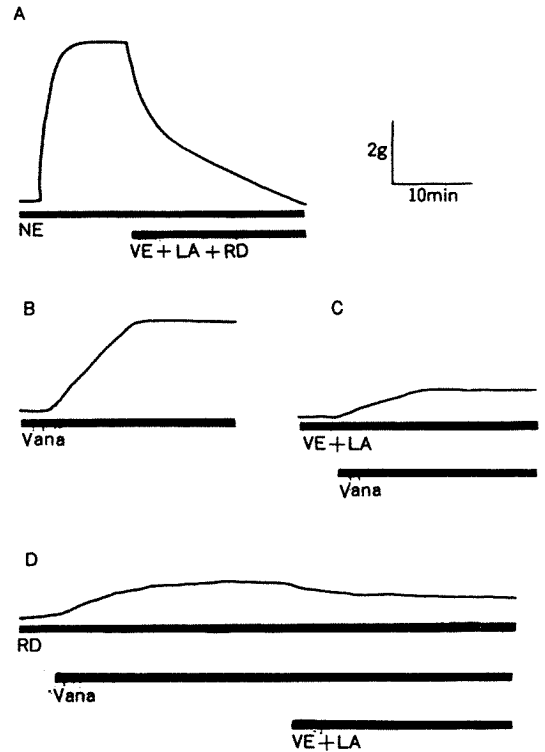 A
2g
10min
NE
VE+LA+RD
B
C
Vana
VE+LA
Vana
D
RD
Vana
VE+LA